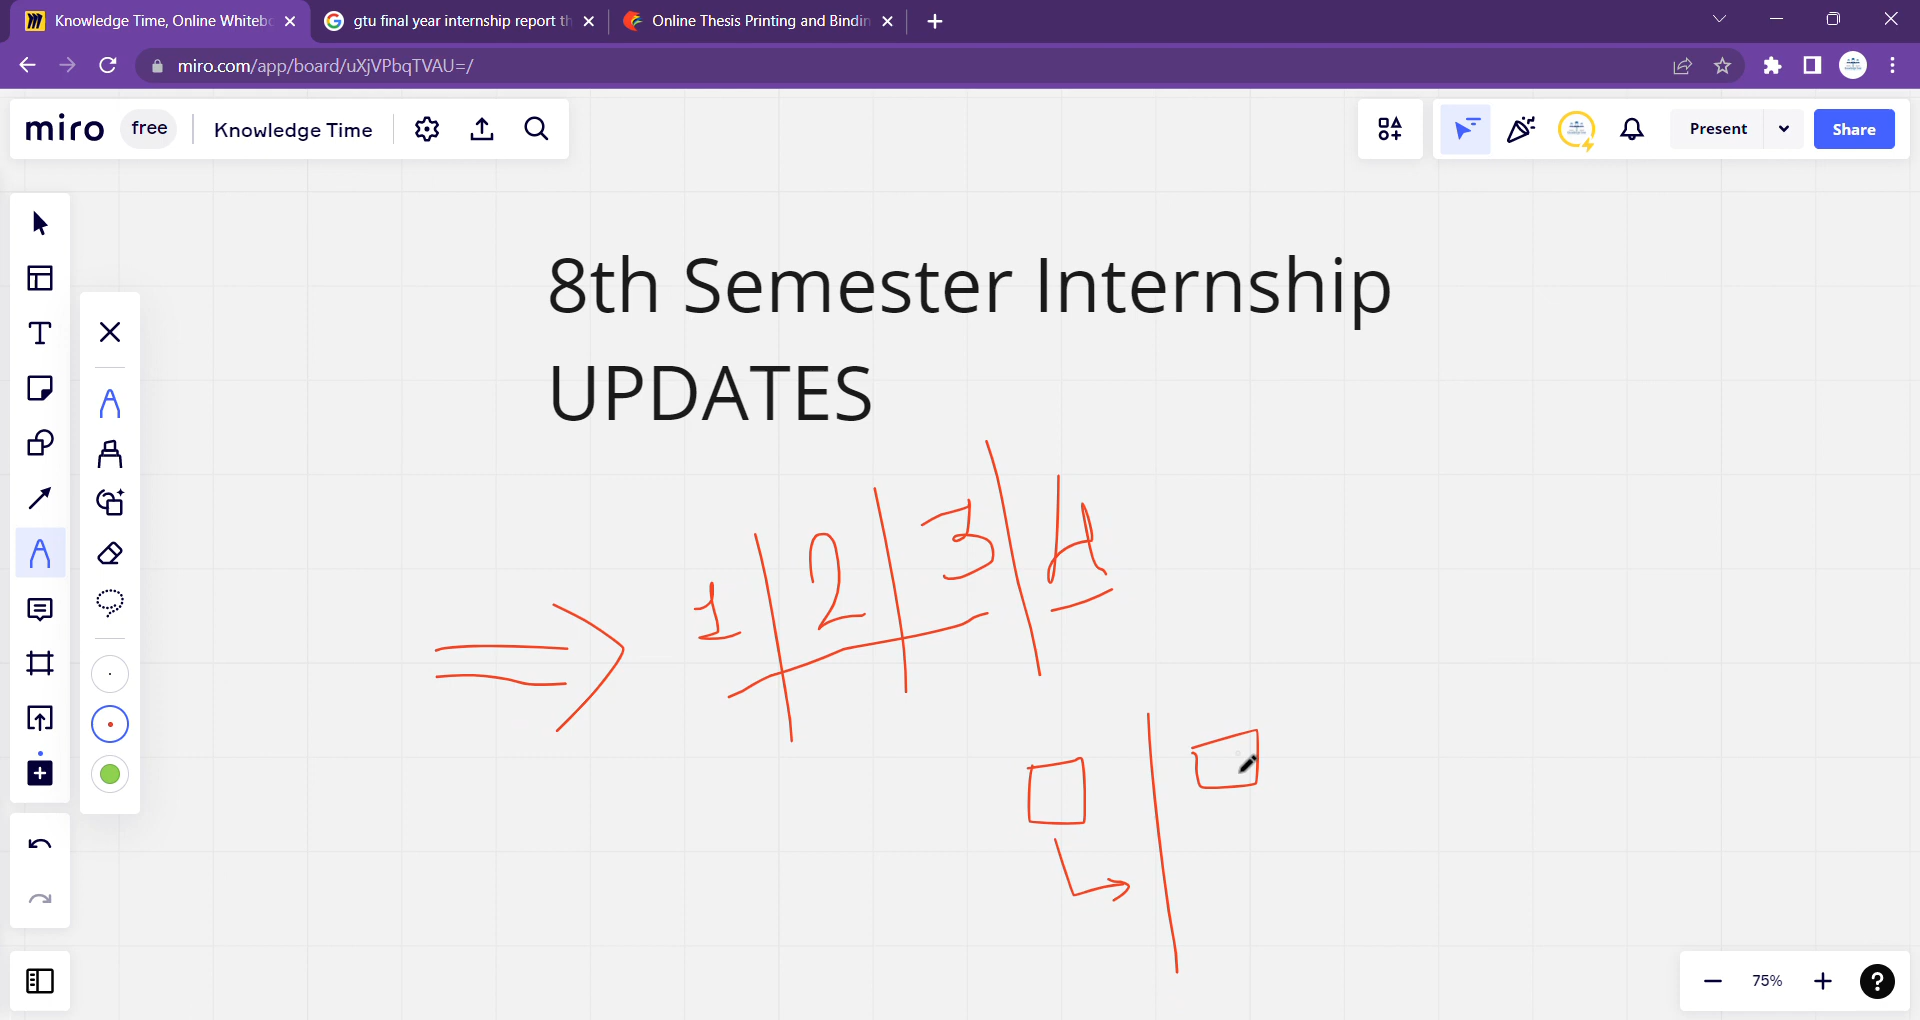 Knowledge Time, Online Whitebo
gtu final year internship report th
Online Thesis Printing and Bindin
miro.com/app/board/uXjVPbqTVAU=/
miro free Knowledge Time
Present Share
8th Semester Internship
UPDATES
1 2 3 4
75%